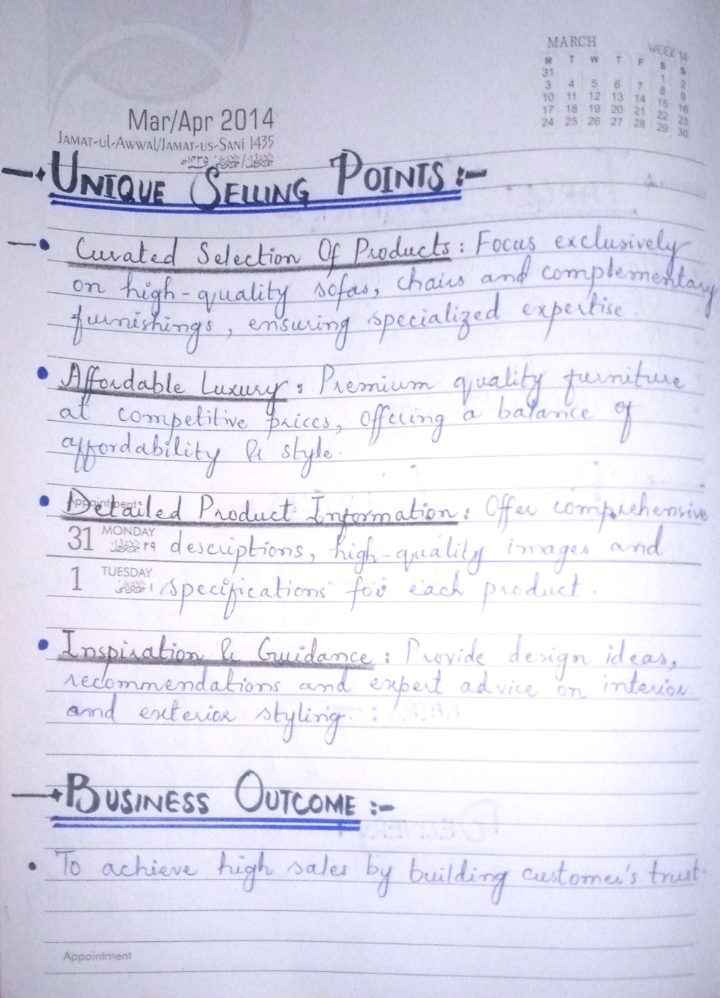 MARCH WEEK 14
M T W T F S S
31 1 2
3 4 5 6 7 8 9
10 11 12 13 14 15 16
17 18 19 20 21 22 23
24 25 26 27 28 29 30
Mar/Apr 2014
JAMAT-UL-AWWAL/JAMAT-US-SANI 1435
UNIQUE SELLING POINTS :-
• Curated Selection Of Products : Focus exclusively
on high-quality sofas, chairs and complementary
furnishings, ensuring specialized expertise.
• Affordable Luxury : Premium quality furniture
at competitive prices, offering a balance of
affordability & style.
Appointment
• Detailed Product Information : Offer comprehensive
31 MONDAY ۲۹ descriptions, high-quality images and
1 TUESDAY specifications for each product.
• Inspiration & Guidance : Provide design ideas,
recommendations and expert advice on interior
and exterior styling.
BUSINESS OUTCOME :-
• To achieve high sales by building customer's trust.
Appointment